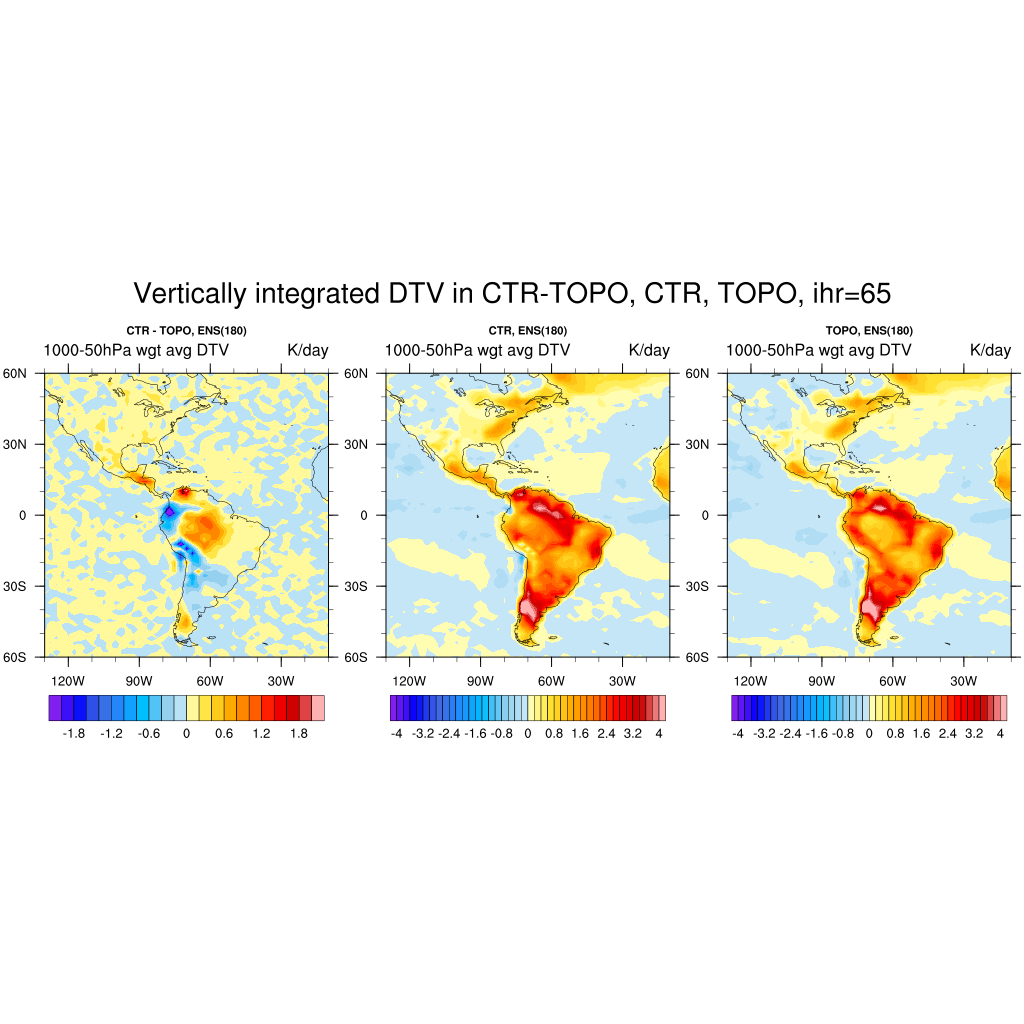 Vertically integrated DTV in CTR-TOPO, CTR, TOPO, ihr=65
CTR - TOPO, ENS(180)
1000-50hPa wgt avg DTV K/day
60N
30N
0
30S
60S
120W 90W 60W 30W
-1.8 -1.2 -0.6 0 0.6 1.2 1.8
CTR, ENS(180)
1000-50hPa wgt avg DTV K/day
60N
30N
0
30S
60S
120W 90W 60W 30W
-4 -3.2 -2.4 -1.6 -0.8 0 0.8 1.6 2.4 3.2 4
TOPO, ENS(180)
1000-50hPa wgt avg DTV K/day
60N
30N
0
30S
60S
120W 90W 60W 30W
-4 -3.2 -2.4 -1.6 -0.8 0 0.8 1.6 2.4 3.2 4